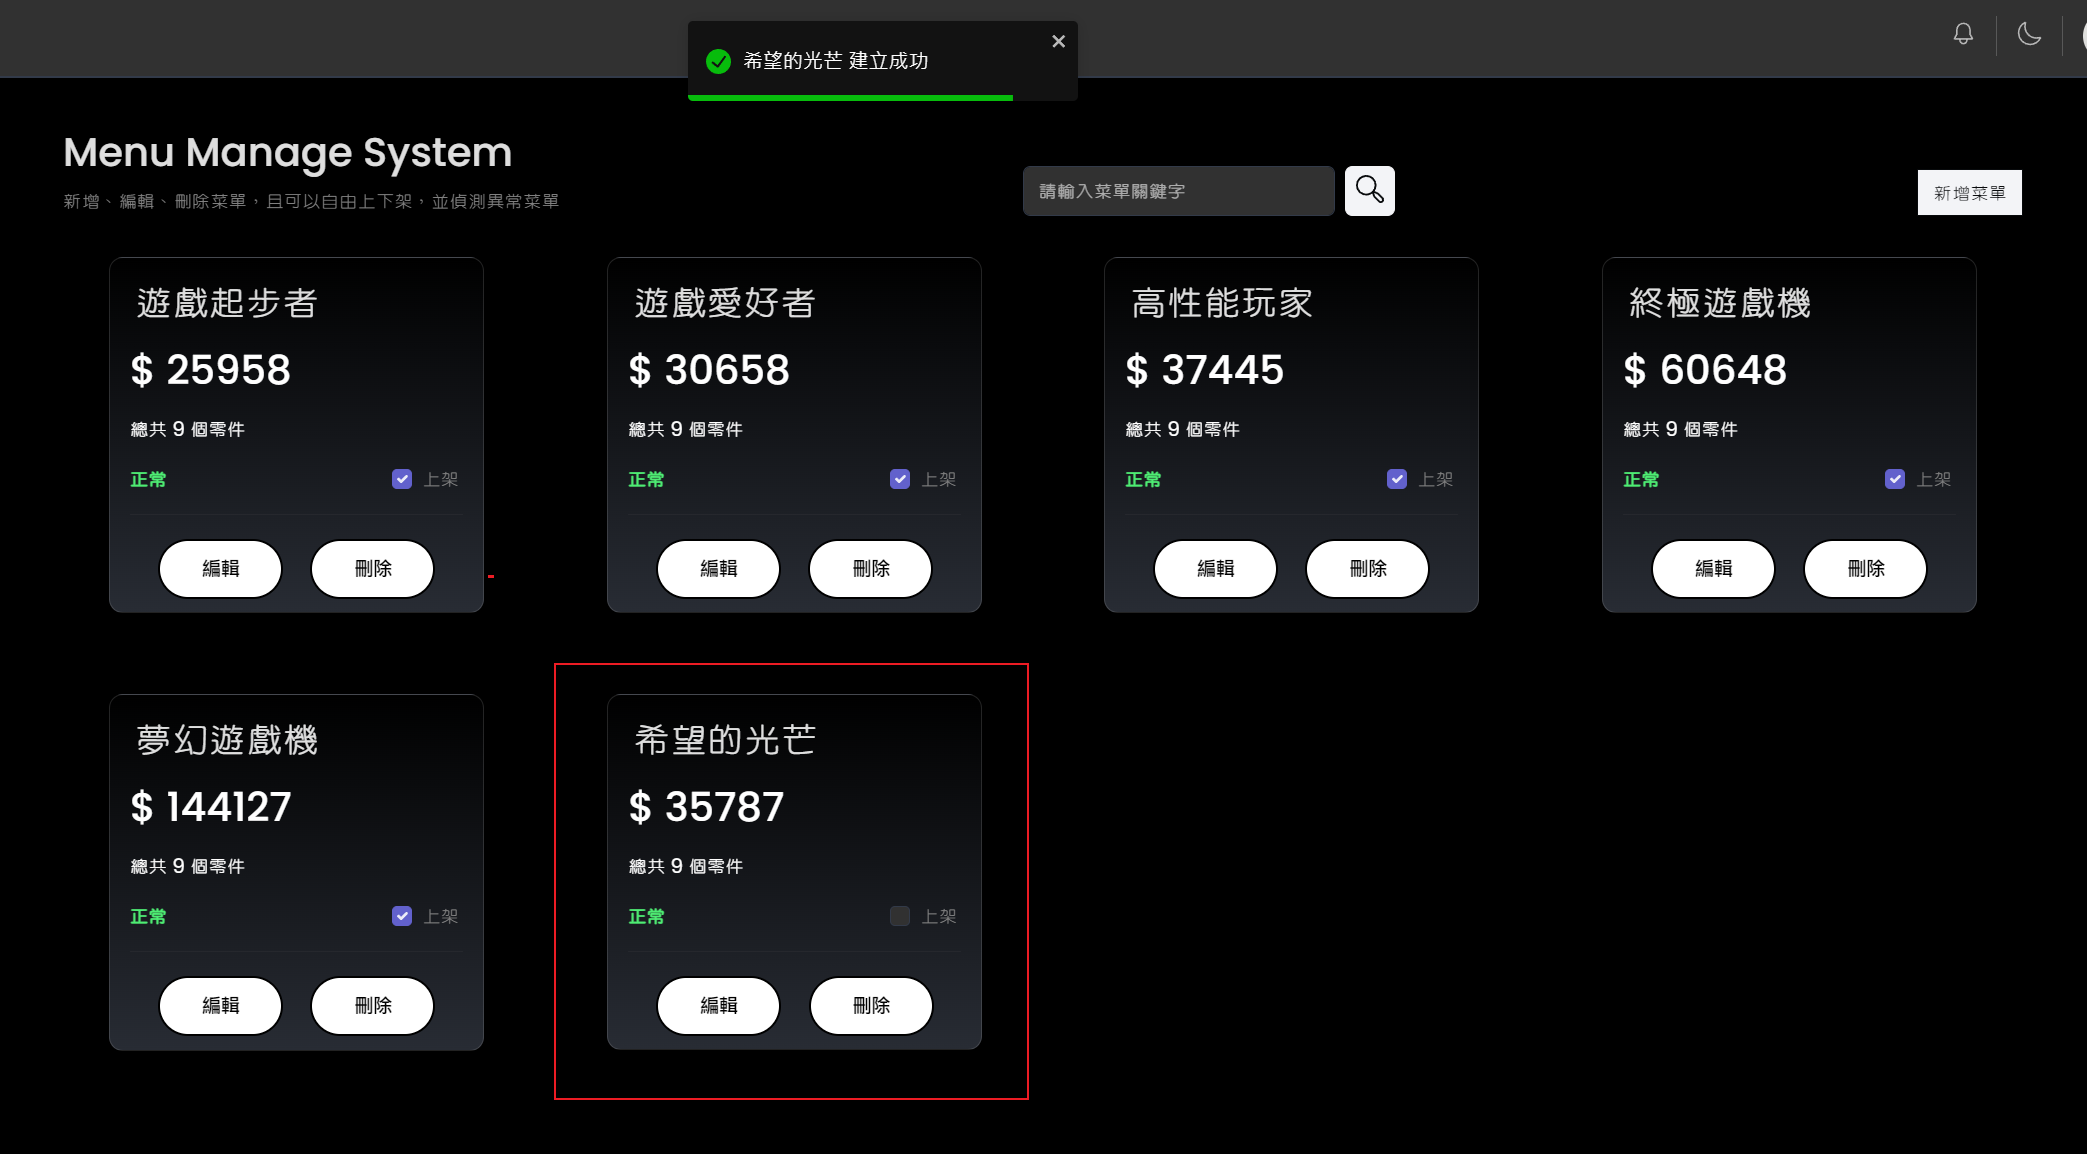 希望的光芒 建立成功
Menu Manage System
新增、編輯、刪除菜單，且可以自由上下架，並偵測異常菜單
請輸入菜單關鍵字
新增菜單
遊戲起步者
$ 25958
總共 9 個零件
正常
上架
編輯
刪除
遊戲愛好者
$ 30658
總共 9 個零件
正常
上架
編輯
刪除
高性能玩家
$ 37445
總共 9 個零件
正常
上架
編輯
刪除
終極遊戲機
$ 60648
總共 9 個零件
正常
上架
編輯
刪除
夢幻遊戲機
$ 144127
總共 9 個零件
正常
上架
編輯
刪除
希望的光芒
$ 35787
總共 9 個零件
正常
上架
編輯
刪除